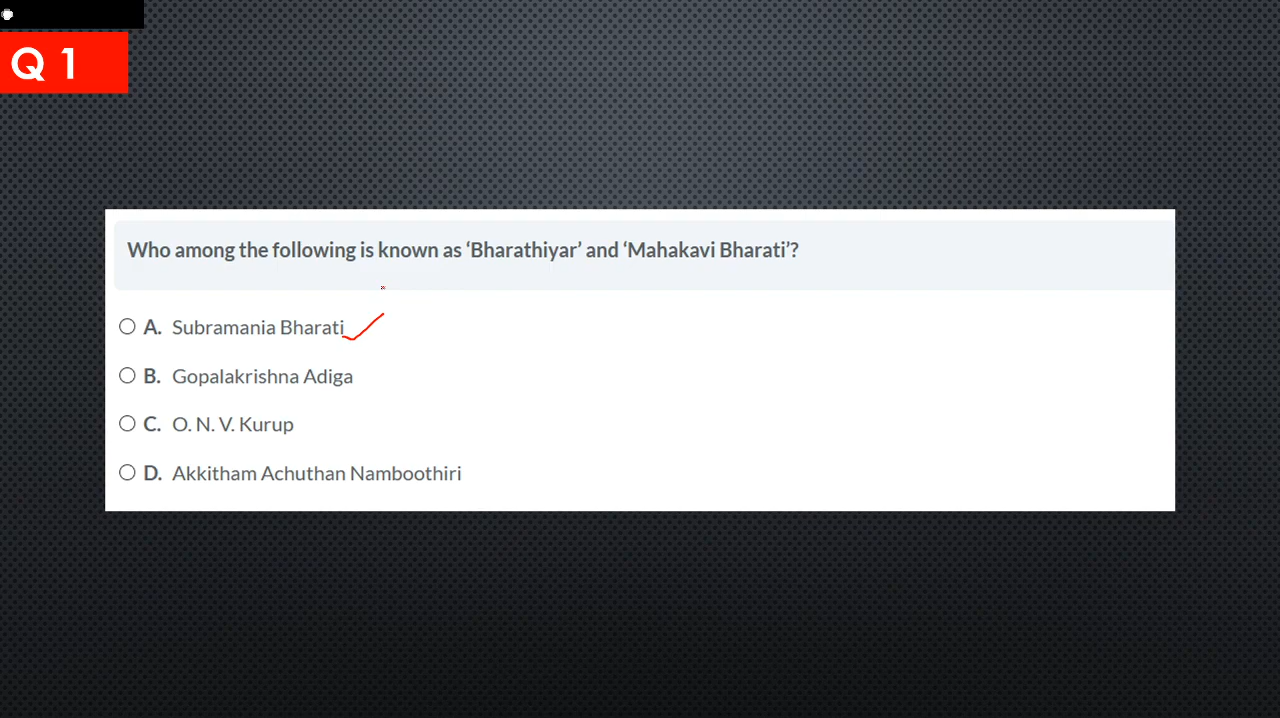 Q 1
Who among the following is known as ‘Bharathiyar’ and ‘Mahakavi Bharati’?
A. Subramania Bharati
B. Gopalakrishna Adiga
C. O. N. V. Kurup
D. Akkitham Achuthan Namboothiri